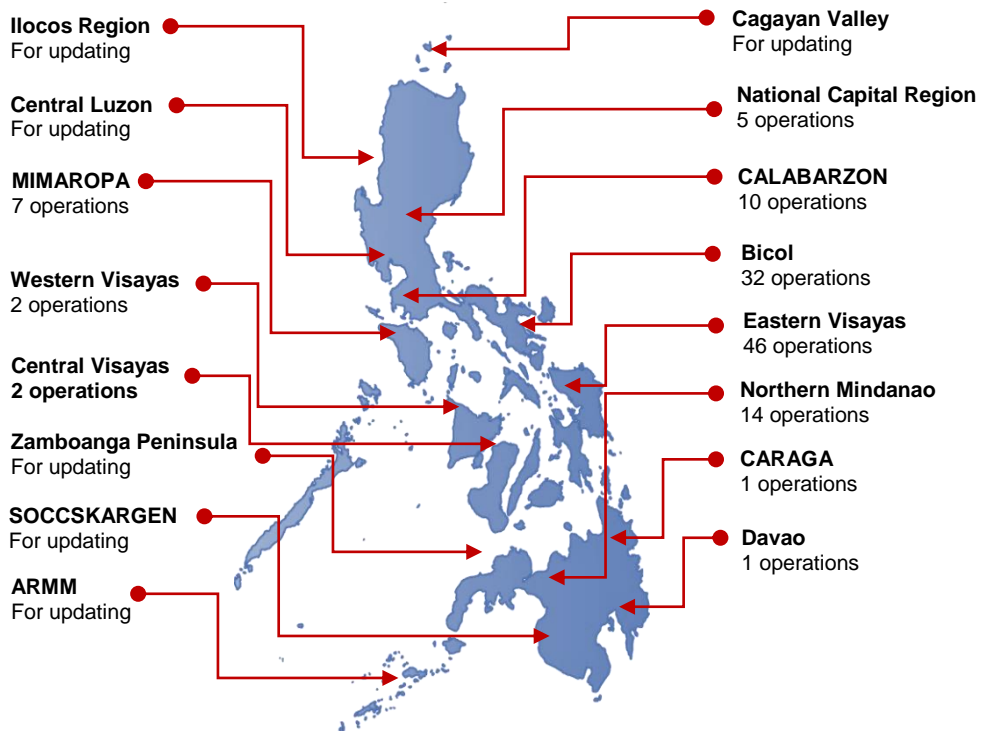 Ilocos Region
For updating
Central Luzon
For updating
MIMAROPA
7 operations
Western Visayas
2 operations
Central Visayas
2 operations
Zamboanga Peninsula
For updating
SOCCSKARGEN
For updating
ARMM
For updating
Cagayan Valley
For updating
National Capital Region
5 operations
CALABARZON
10 operations
Bicol
32 operations
Eastern Visayas
46 operations
Northern Mindanao
14 operations
CARAGA
1 operations
Davao
1 operations